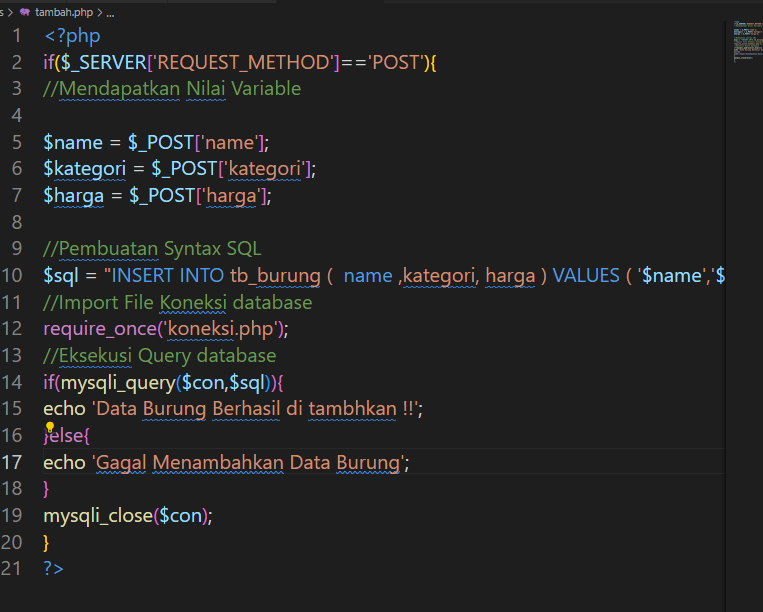 s > tambah.php > ...
1 <?php
2 if($_SERVER['REQUEST_METHOD']=='POST'){
3 //Mendapatkan Nilai Variable
4
5 $name = $_POST['name'];
6 $kategori = $_POST['kategori'];
7 $harga = $_POST['harga'];
8
9 //Pembuatan Syntax SQL
10 $sql = "INSERT INTO tb_burung (  name ,kategori, harga ) VALUES ( '$name','$
11 //Import File Koneksi database
12 require_once('koneksi.php');
13 //Eksekusi Query database
14 if(mysqli_query($con,$sql)){
15 echo 'Data Burung Berhasil di tambhkan !!';
16 }else{
17 echo 'Gagal Menambahkan Data Burung';
18 }
19 mysqli_close($con);
20 }
21 ?>